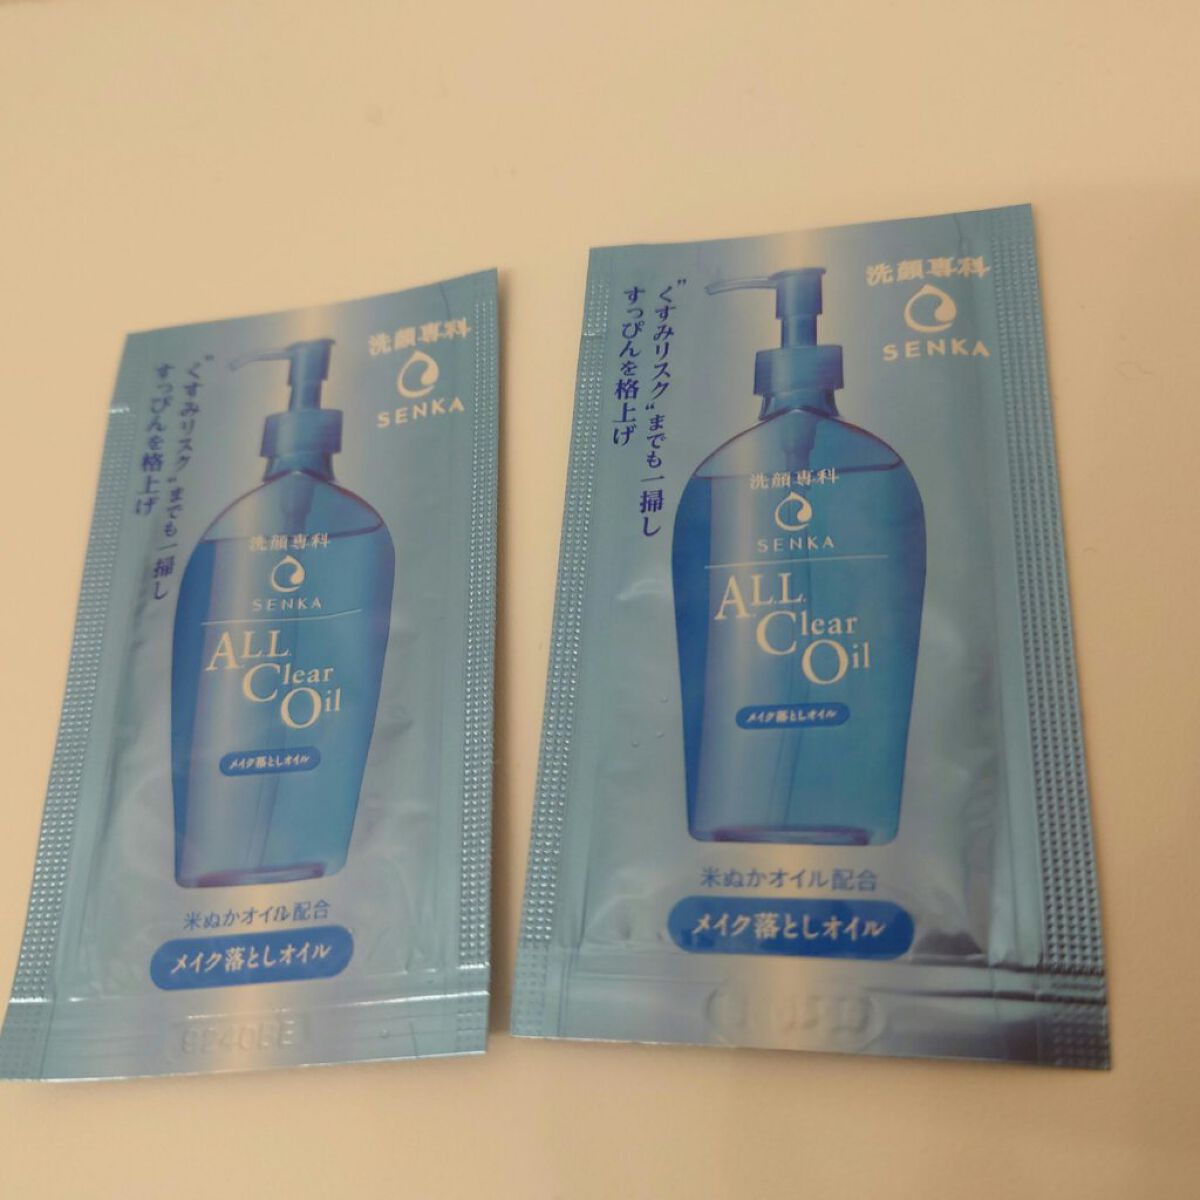 洗顔専科
SENKA
"くすみリスク"までも一掃し
すっぴんを格上げ
洗顔専科
SENKA
ALL
Clear
Oil
メイク落としオイル
米ぬかオイル配合
メイク落としオイル
洗顔専科
SENKA
"くすみリスク"までも一掃し
すっぴんを格上げ
洗顔専科
SENKA
ALL
Clear
Oil
メイク落としオイル
米ぬかオイル配合
メイク落としオイル